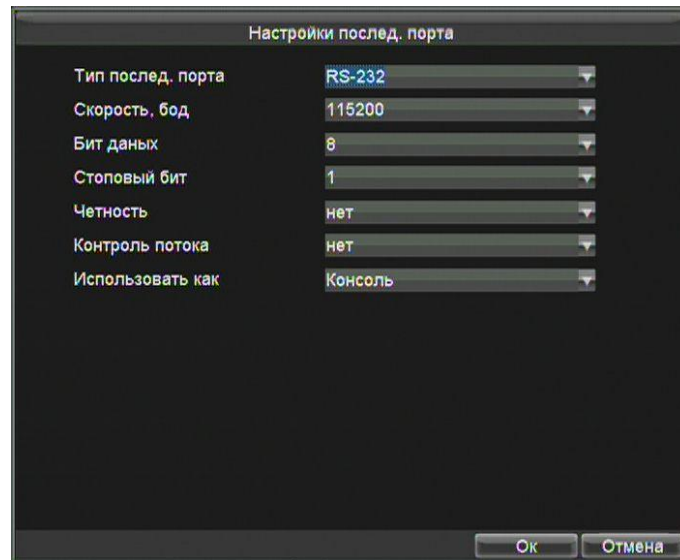 Настройки послед. порта
Тип послед. порта RS-232
Скорость, бод 115200
Бит даных 8
Стоповый бит 1
Четность нет
Контроль потока нет
Использовать как Консоль
Ок Отмена